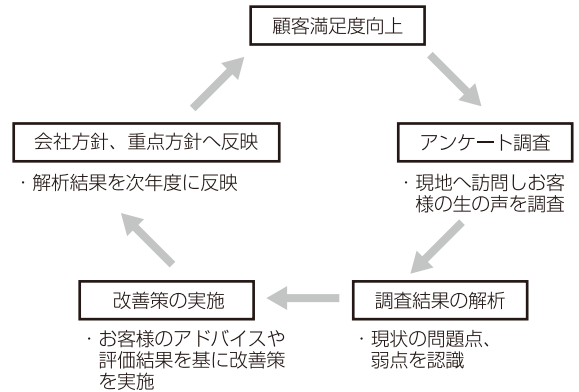 顧客満足度向上
アンケート調査
・現地へ訪問しお客
様の生の声を調査
調査結果の解析
・現状の問題点、
弱点を認識
改善策の実施
・お客様のアドバイスや
評価結果を基に改善策
を実施
会社方針、重点方針へ反映
・解析結果を次年度に反映